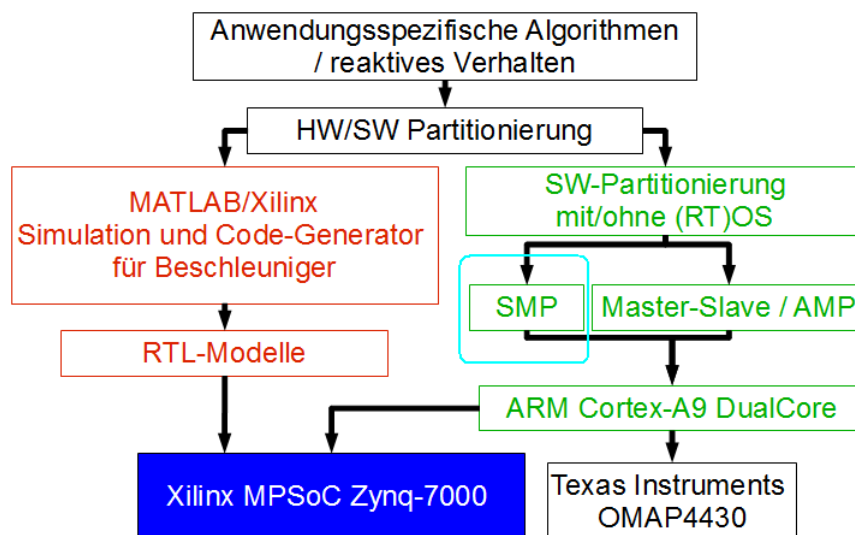 Anwendungsspezifische Algorithmen
/ reaktives Verhalten
HW/SW Partitionierung
MATLAB/Xilinx
Simulation und Code-Generator
für Beschleuniger
SW-Partitionierung
mit/ohne (RT)OS
SMP
Master-Slave / AMP
RTL-Modelle
ARM Cortex-A9 DualCore
Xilinx MPSoC Zynq-7000
Texas Instruments
OMAP4430